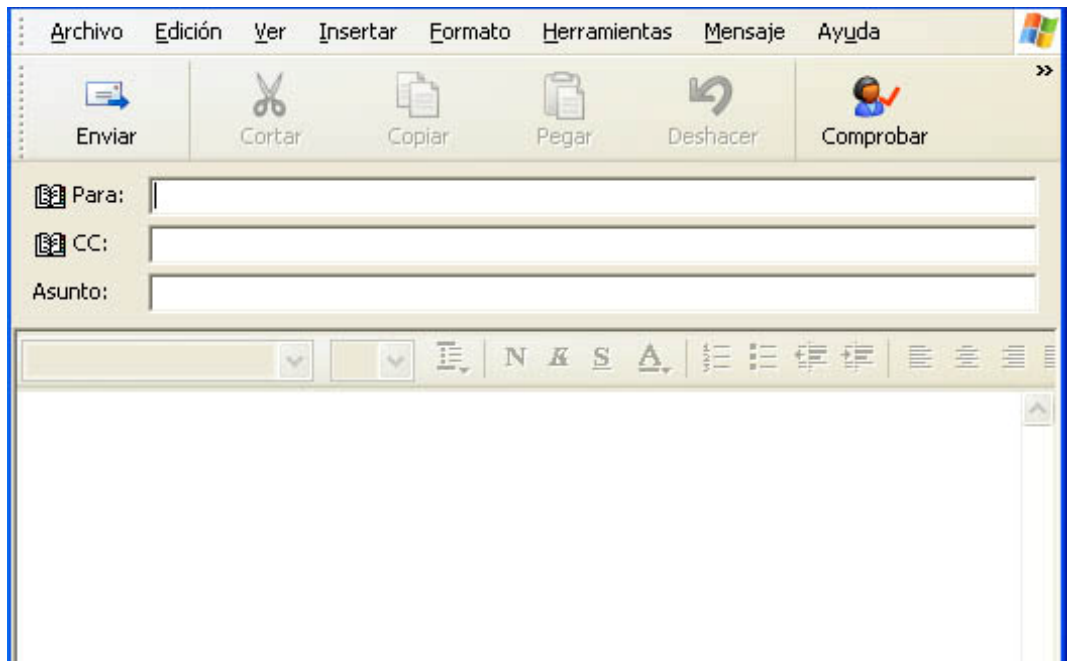 Archivo Edición Ver Insertar Formato Herramientas Mensaje Ayuda
Enviar Cortar Copiar Pegar Deshacer Comprobar
Para:
CC:
Asunto:
N K S A